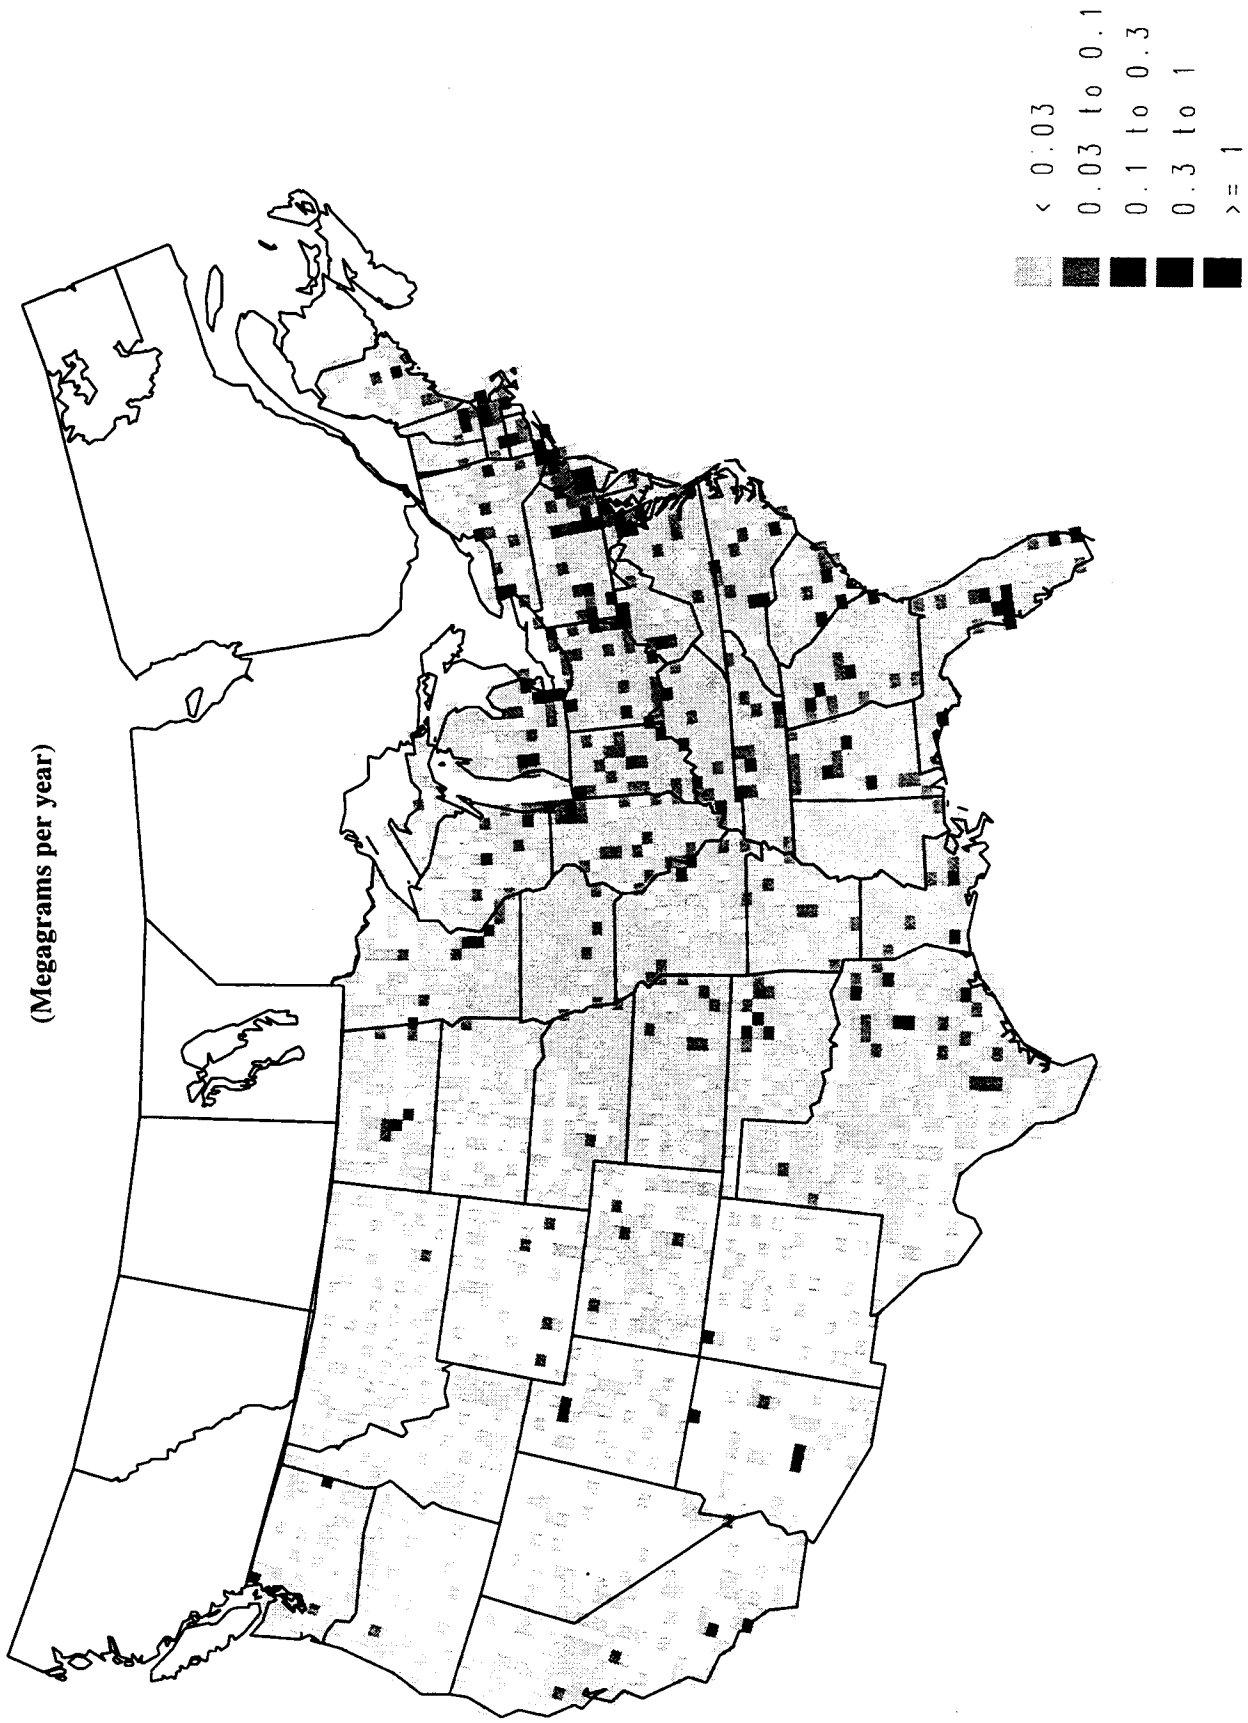 (Megagrams per year)
< 0.03
0.03 to 0.1
0.1 to 0.3
0.3 to 1
>= 1